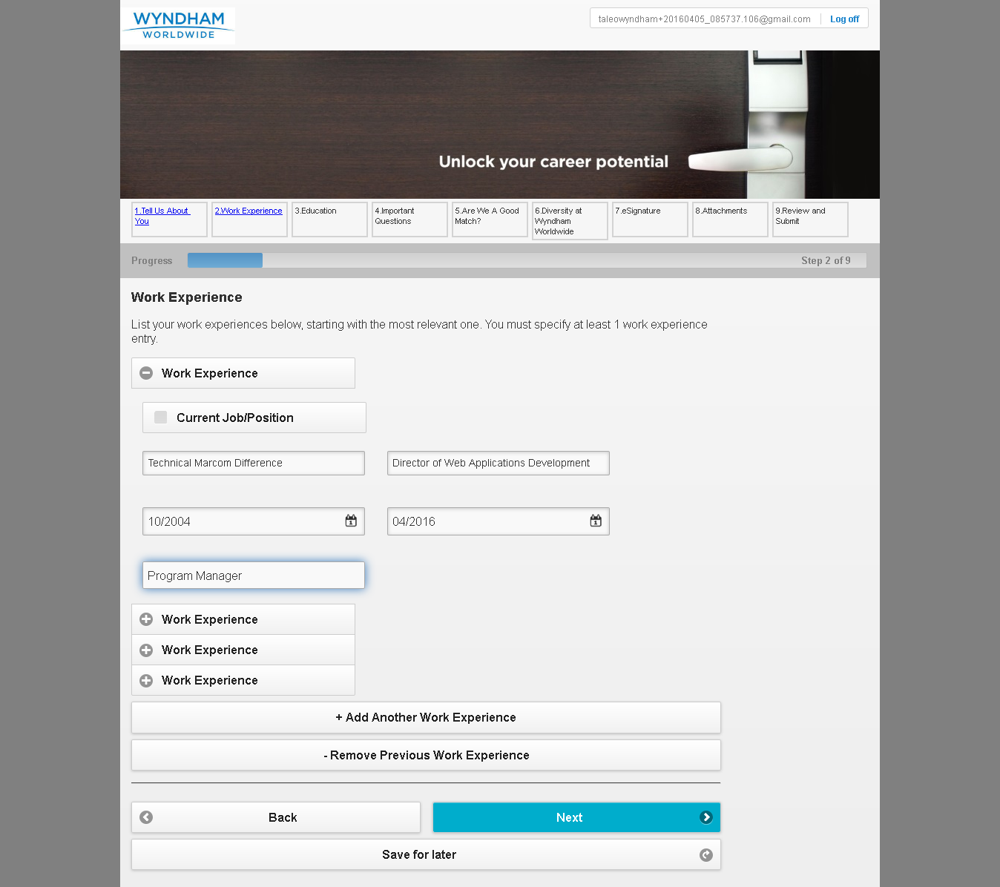 WYNDHAM
WORLDWIDE
taleowyndham+20160405_085737.106@gmail.com
Log off
Unlock your career potential
1.Tell Us About
You
2.Work Experience
3.Education
4.Important
Questions
5.Are We A Good
Match?
6.Diversity at
Wyndham
Worldwide
7.eSignature
8.Attachments
9.Review and
Submit
Progress
Step 2 of 9
Work Experience
List your work experiences below, starting with the most relevant one. You must specify at least 1 work experience
entry.
Work Experience
Current Job/Position
Technical Marcom Difference
Director of Web Applications Development
10/2004
1
04/2016
1
Program Manager
Work Experience
Work Experience
Work Experience
+ Add Another Work Experience
- Remove Previous Work Experience
Back
Next
Save for later